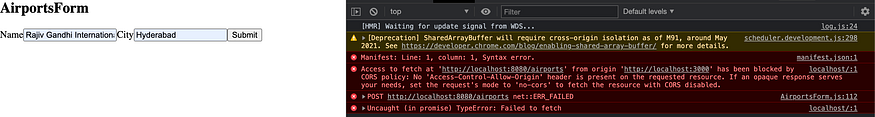 AirportsForm
Name Rajiv Gandhi Internation City Hyderabad Submit
top
Filter
Default levels ▼
[HMR] Waiting for update signal from WDS...
log.js:24
[Deprecation] SharedArrayBuffer will require cross-origin isolation as of M91, around May
scheduler.development.js:298
2021. See https://developer.chrome.com/blog/enabling-shared-array-buffer/ for more details.
Manifest: Line: 1, column: 1, Syntax error.
manifest.json:1
Access to fetch at 'http://localhost:8080/airports' from origin 'http://localhost:3000' has been blocked by
localhost/:1
CORS policy: No 'Access-Control-Allow-Origin' header is present on the requested resource. If an opaque response serves
your needs, set the request's mode to 'no-cors' to fetch the resource with CORS disabled.
POST http://localhost:8080/airports net::ERR_FAILED
AirportsForm.js:112
Uncaught (in promise) TypeError: Failed to fetch
localhost/:1